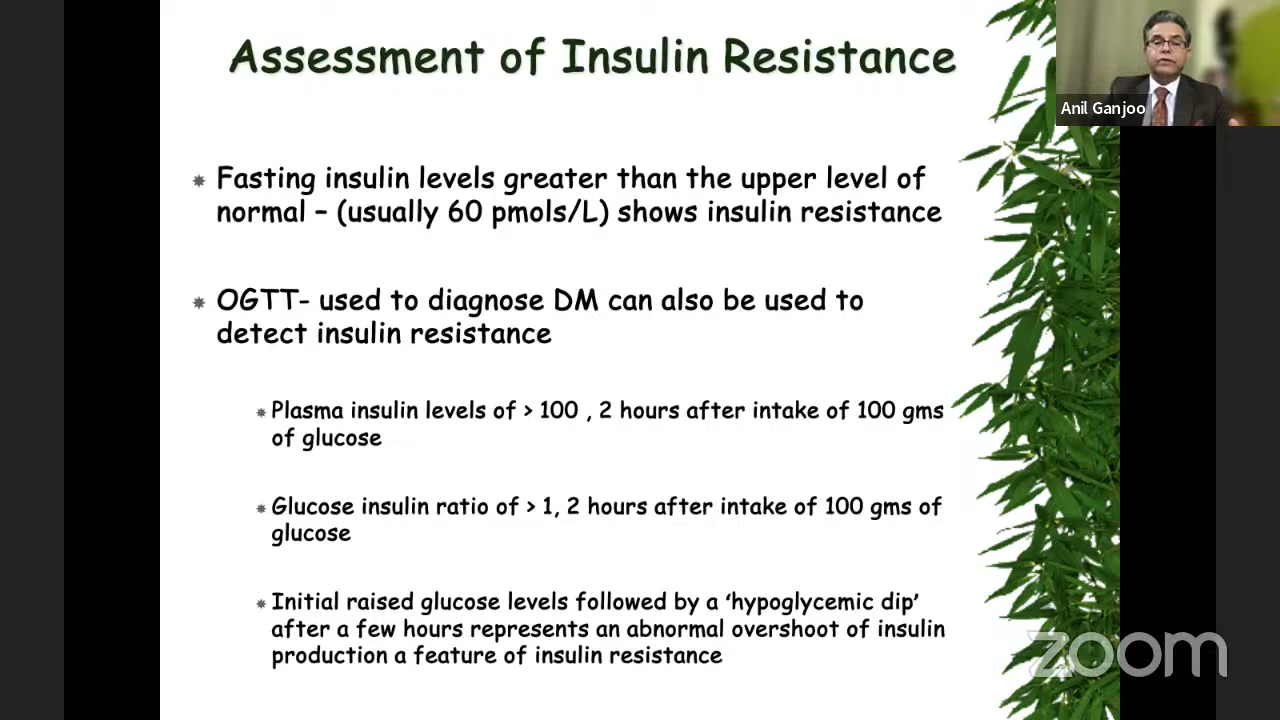 Assessment of Insulin Resistance
Anil Ganjoo
Fasting insulin levels greater than the upper level of
normal – (usually 60 pmols/L) shows insulin resistance
OGTT- used to diagnose DM can also be used to
detect insulin resistance
Plasma insulin levels of > 100 , 2 hours after intake of 100 gms
of glucose
Glucose insulin ratio of > 1, 2 hours after intake of 100 gms of
glucose
Initial raised glucose levels followed by a ‘hypoglycemic dip’
after a few hours represents an abnormal overshoot of insulin
production a feature of insulin resistance
zoom